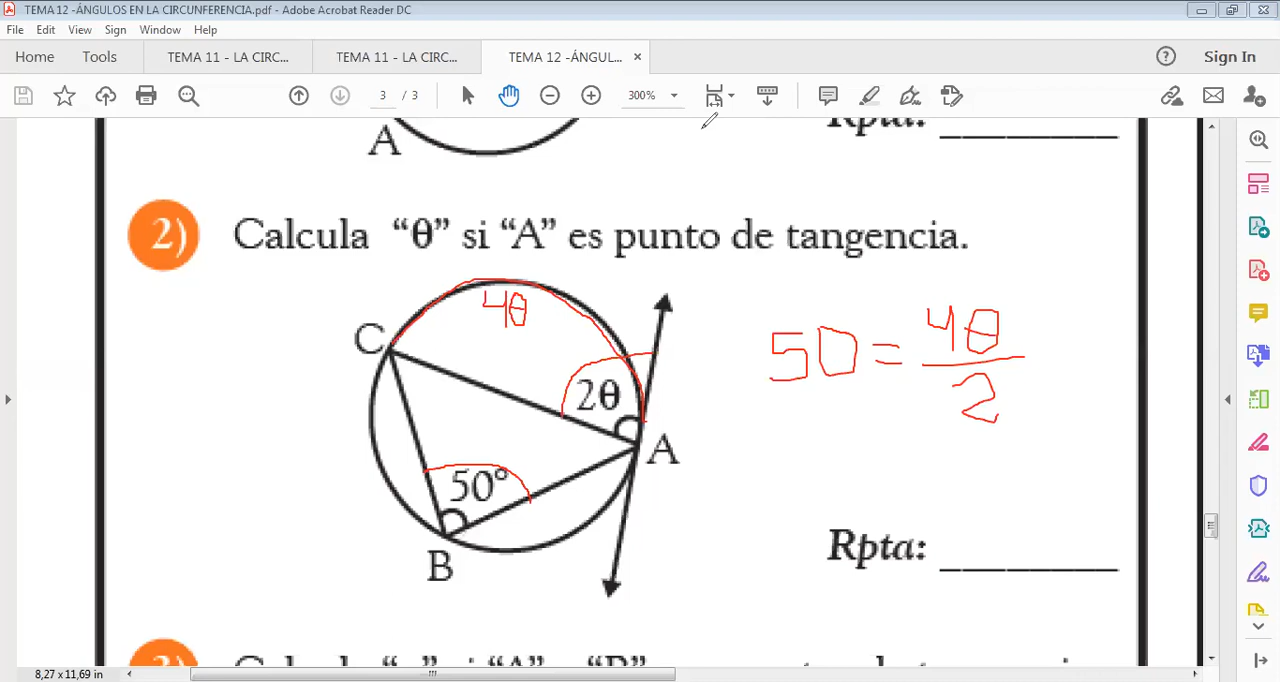 TEMA 12 -ÁNGULOS EN LA CIRCUNFERENCIA.pdf - Adobe Acrobat Reader DC
File Edit View Sign Window Help
Home Tools TEMA 11 - LA CIRC... TEMA 11 - LA CIRC... TEMA 12 -ÁNGUL... × ? Sign In
3 / 3 300%
A
Rpta:
2) Calcula “θ” si “A” es punto de tangencia.
4θ
C
50 = 4θ/2
2θ
A
50°
B
Rpta:
8,27 x 11,69 in